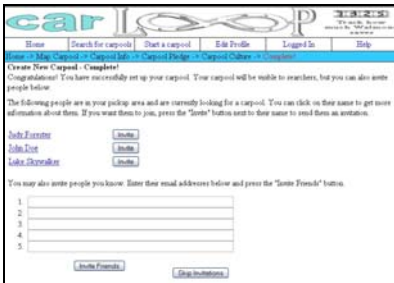 car LOOP
Home Search for carpools Start a carpool Edit Profile Logged In Help
Home -> Map Carpool -> Carpool Info -> Carpool Pledge -> Carpool Culture -> Complete!
Create New Carpool - Complete!
Congratulations! You have successfully set up your carpool. Your carpool will be visible to searchers, but you can also invite
people below.
The following people are in your pickup area and are currently looking for a carpool. You can click on their name to get more
information about them. If you want them to join, press the "Invite" button next to their name to send them an invitation.
Judy Forester Invite
John Doe Invite
Luke Skywalker Invite
You may also invite people you know. Enter their email addresses below and press the "Invite Friends" button.
1.
2.
3.
4.
5.
Invite Friends
Skip Invitations